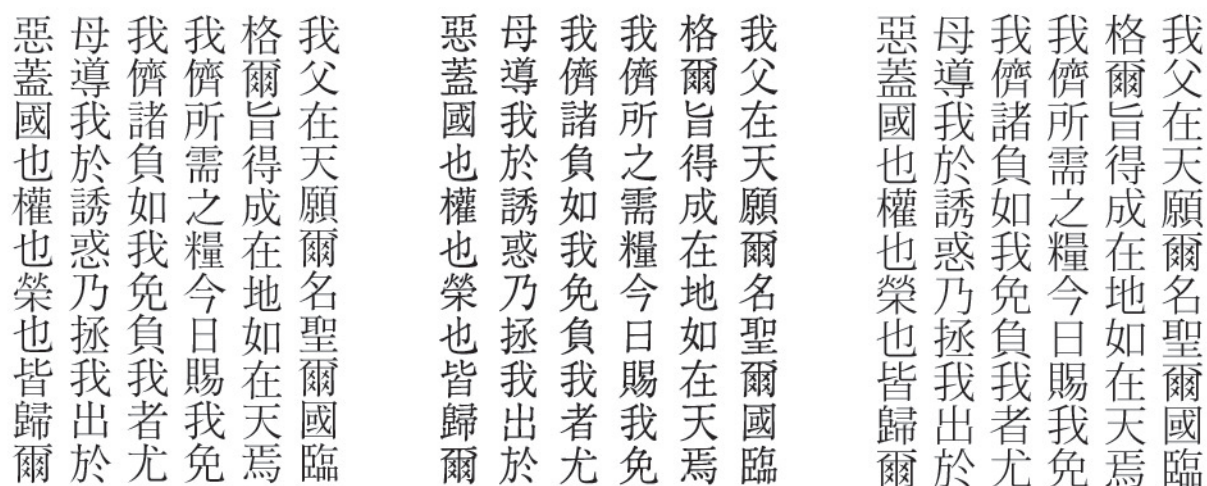 我父在天願爾名聖爾國臨
格爾旨得成在地如在天焉
我儕所需之糧今日賜我免
我儕諸負如我免負我者尤
母導我於誘惑乃拯我出於
惡蓋國也權也榮也皆歸爾
我父在天願爾名聖爾國臨
格爾旨得成在地如在天焉
我儕所之需糧今日賜我免
我儕諸負如我免負我者尤
母導我於誘惑乃拯我出於
惡蓋國也權也榮也皆歸爾
我父在天願爾名聖爾國臨
格爾旨得成在地如在天焉
我儕所需之糧今日賜我免
我儕諸負如我免負我者尤
母導我於誘惑乃拯我出於
惡蓋國也權也榮也皆歸爾